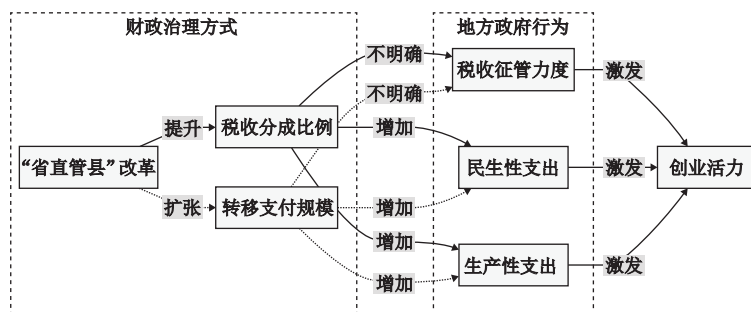 财政治理方式
地方政府行为
不明确
税收征管力度
激发
不明确
提升
税收分成比例
增加
“省直管县”改革
民生性支出
激发
创业活力
扩张
转移支付规模
增加
增加
生产性支出
激发
增加